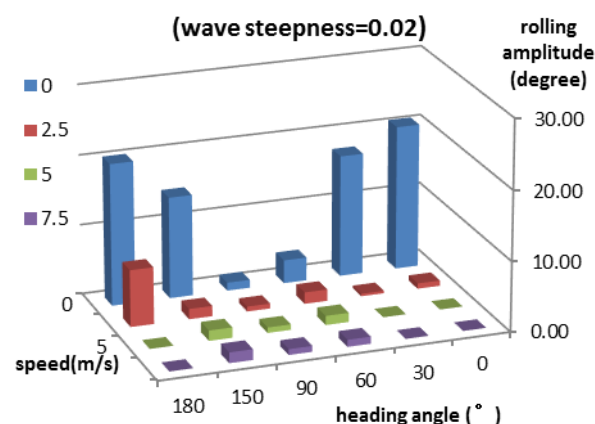 (wave steepness=0.02)
rolling
amplitude
(degree)
0
2.5
5
7.5
30.00
20.00
10.00
0.00
0
5
speed(m/s)
180
150
90
60
30
0
heading angle ( ° )